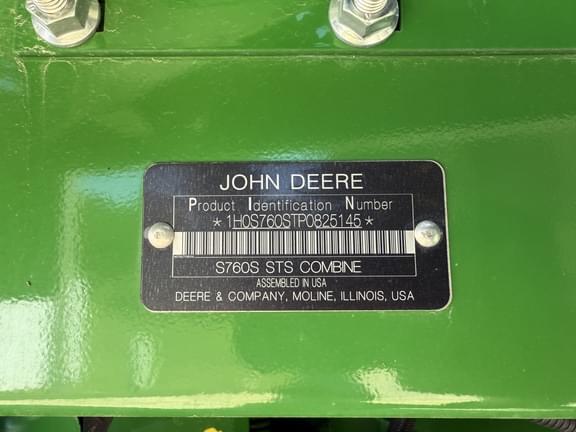 JOHN DEERE
Product Identification Number
*1H0S760STP0825145*
S760S STS COMBINE
ASSEMBLED IN USA
DEERE & COMPANY, MOLINE, ILLINOIS, USA